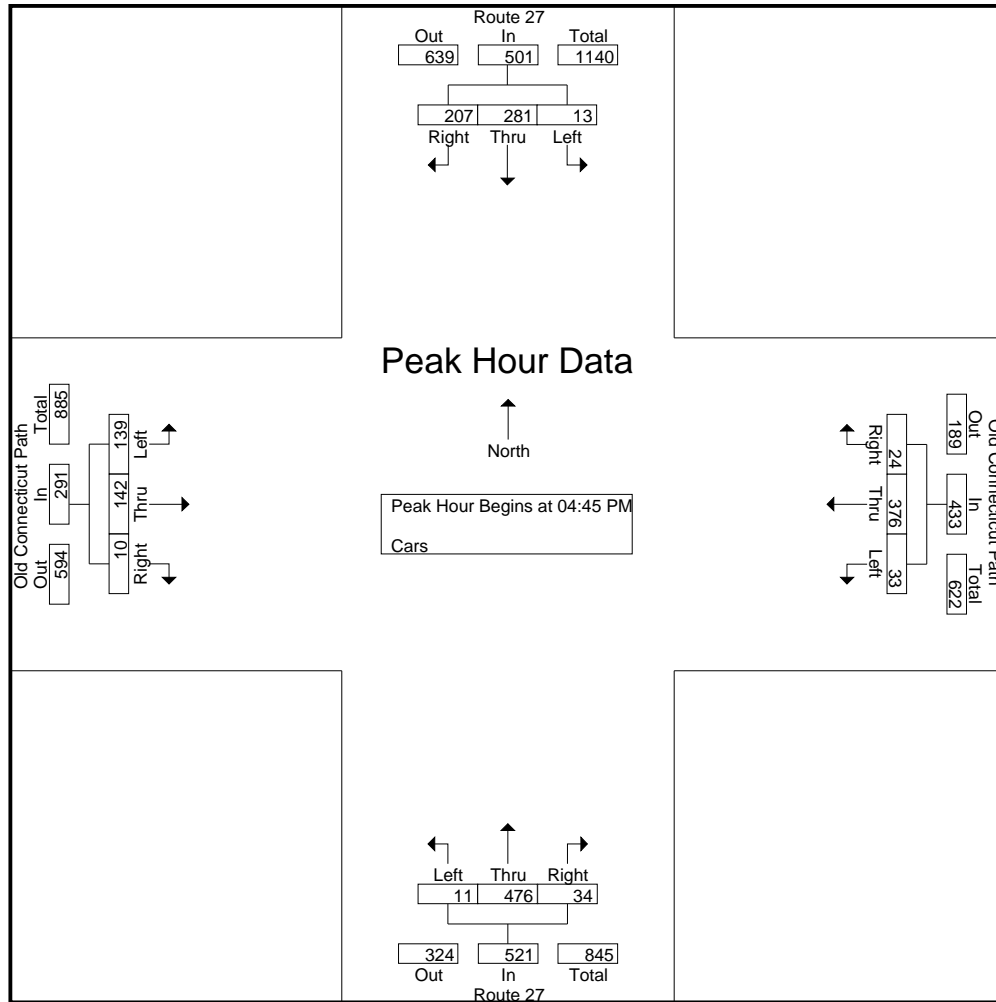 Route 27
Out In Total
639 501 1140
207 281 13
Right Thru Left
Peak Hour Data
North
Peak Hour Begins at 04:45 PM
Cars
Old Connecticut Path
Out In Total
594 291 885
139 142 10
Left Thru Right
Old Connecticut Path
Out In Total
189 433 622
24 376 33
Right Thru Left
Left Thru Right
11 476 34
324 521 845
Out In Total
Route 27